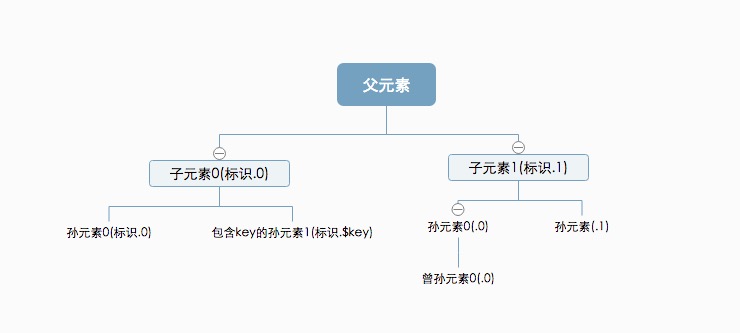 父元素
子元素0(标识.0)
子元素1(标识.1)
孙元素0(标识.0)
包含key的孙元素1(标识.$key)
孙元素0(.0)
孙元素(.1)
曾孙元素0(.0)